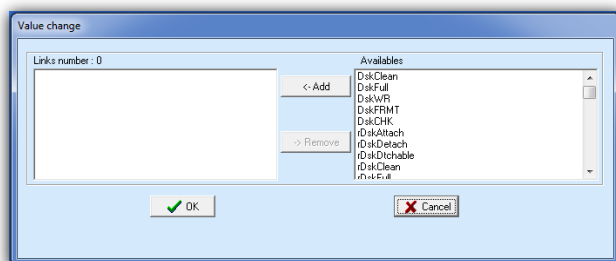 Value change
Links number : 0
Availables
<- Add
-> Remove
DskClean
DskFull
DskWR
DskFRMT
DskCHK
rDskAttach
rDskDetach
rDskDtchable
rDskClean
rDskFull
OK
Cancel